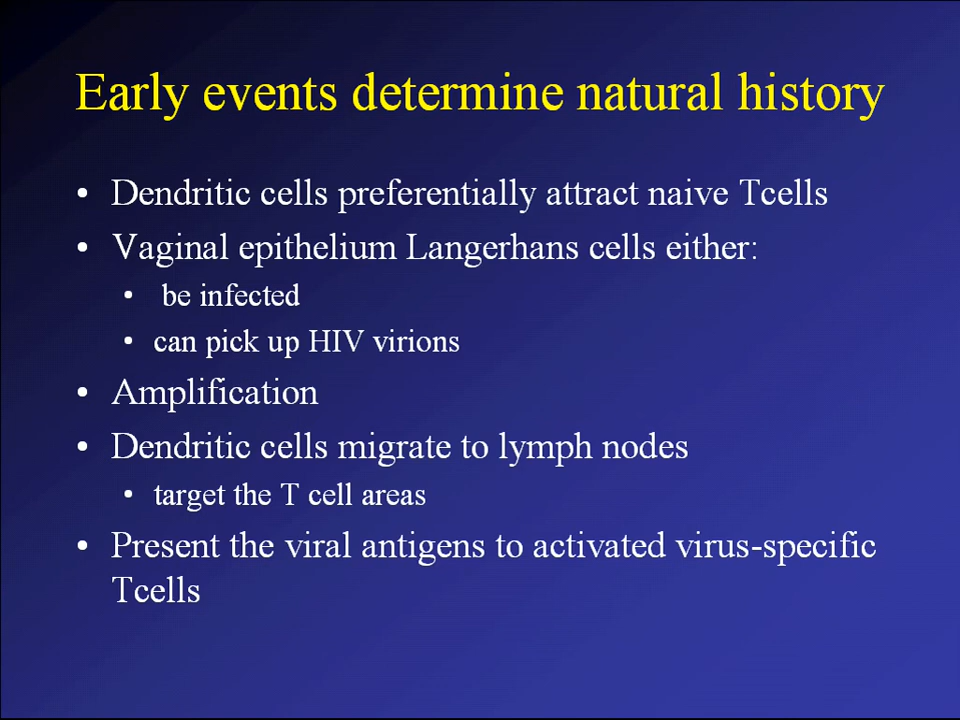 Early events determine natural history
• Dendritic cells preferentially attract naive Tcells
• Vaginal epithelium Langerhans cells either:
• be infected
• can pick up HIV virions
• Amplification
• Dendritic cells migrate to lymph nodes
• target the T cell areas
• Present the viral antigens to activated virus-specific
Tcells